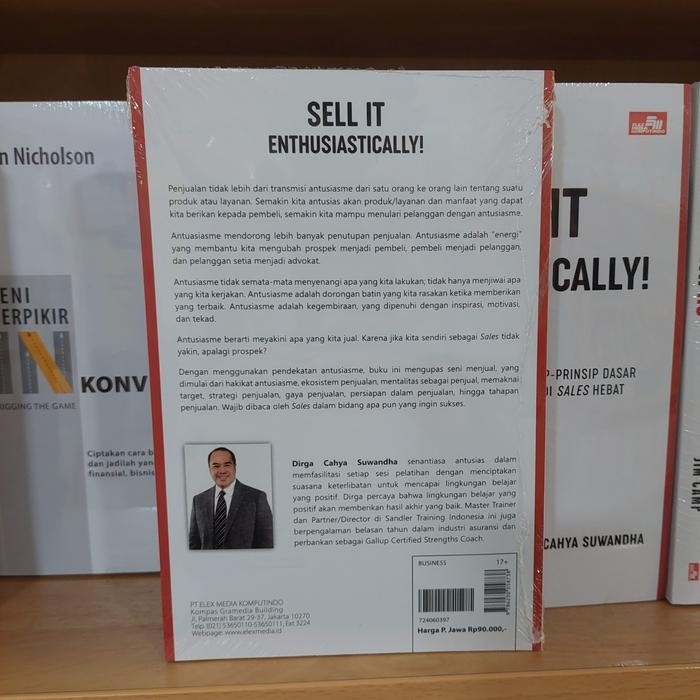 SELL IT
ENTHUSIASTICALLY!
Penjualan tidak lebih dari transmisi antusiasme dari satu orang ke orang lain tentang suatu
produk atau layanan. Semakin kita antusias akan produk/layanan dan manfaat yang dapat
kita berikan kepada pembeli, semakin kita mampu menulari pelanggan dengan antusiasme.
Antuasiasme mendorong lebih banyak penutupan penjualan. Antusiasme adalah "energi"
yang membantu kita mengubah prospek menjadi pembeli, pembeli menjadi pelanggan,
dan pelanggan setia menjadi advokat.
Antusiasme tidak semata-mata menyenangi apa yang kita lakukan; tidak hanya menjiwai apa
yang kita kerjakan. Antusiasme adalah dorongan batin yang kita rasakan ketika memberikan
yang terbaik. Antusiasme adalah kegembiraan, yang dipenuhi dengan inspirasi, motivasi,
dan tekad.
Antusiasme berarti meyakini apa yang kita jual. Karena jika kita sendiri sebagai Sales tidak
yakin, apalagi prospek?
Dengan menggunakan pendekatan antusiasme, buku ini mengupas seni menjual, yang
dimulai dari hakikat antusiasme, ekosistem penjualan, mentalitas sebagai penjual, memaknai
target, strategi penjualan, gaya penjualan, persiapan dalam penjualan, hingga tahapan
penjualan. Wajib dibaca oleh Sales dalam bidang apa pun yang ingin sukses.
Dirga Cahya Suwandha senantiasa antusias dalam
memfasilitasi setiap sesi pelatihan dengan menciptakan
suasana keterlibatan untuk mencapai lingkungan belajar
yang positif. Dirga percaya bahwa lingkungan belajar yang
positif akan memberikan hasil akhir yang baik. Master Trainer
dan Partner/Director di Sandler Training Indonesia ini juga
berpengalaman belasan tahun dalam industri asuransi dan
perbankan sebagai Gallup Certified Strengths Coach.
PT ELEX MEDIA KOMPUTINDO
Kompas Gramedia Building
Jl. Palmerah Barat 29-37, Jakarta 10270
Telp. (021) 53650110-53650111, Ext 3224
Webpage: www.elexmedia.id
BUSINESS 17+
724060397
Harga P. Jawa Rp90.000,-
n Nicholson
ENI
ERPIKIR
IN
KONV
RIGGING THE GAME
Ciptakan cara b
dan jadilah yan
finansial, bisnis
ELEX MEDIA
KOMPUTINDO
IT
CALLY!
P-PRINSIP DASAR
DI SALES HEBAT
CAHYA SUWANDHA
JIM CAMP